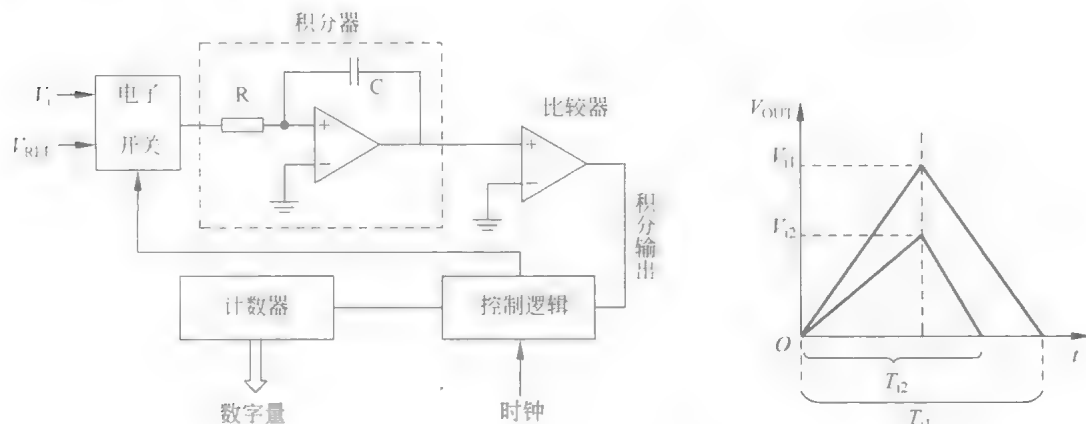 积分器
V_i
V_REF
电子
开关
R
C
+
−
比较器
+
−
积分输出
计数器
控制逻辑
数字量
时钟
V_OUT
V_i1
V_i2
O
t
T_i2
T_i1